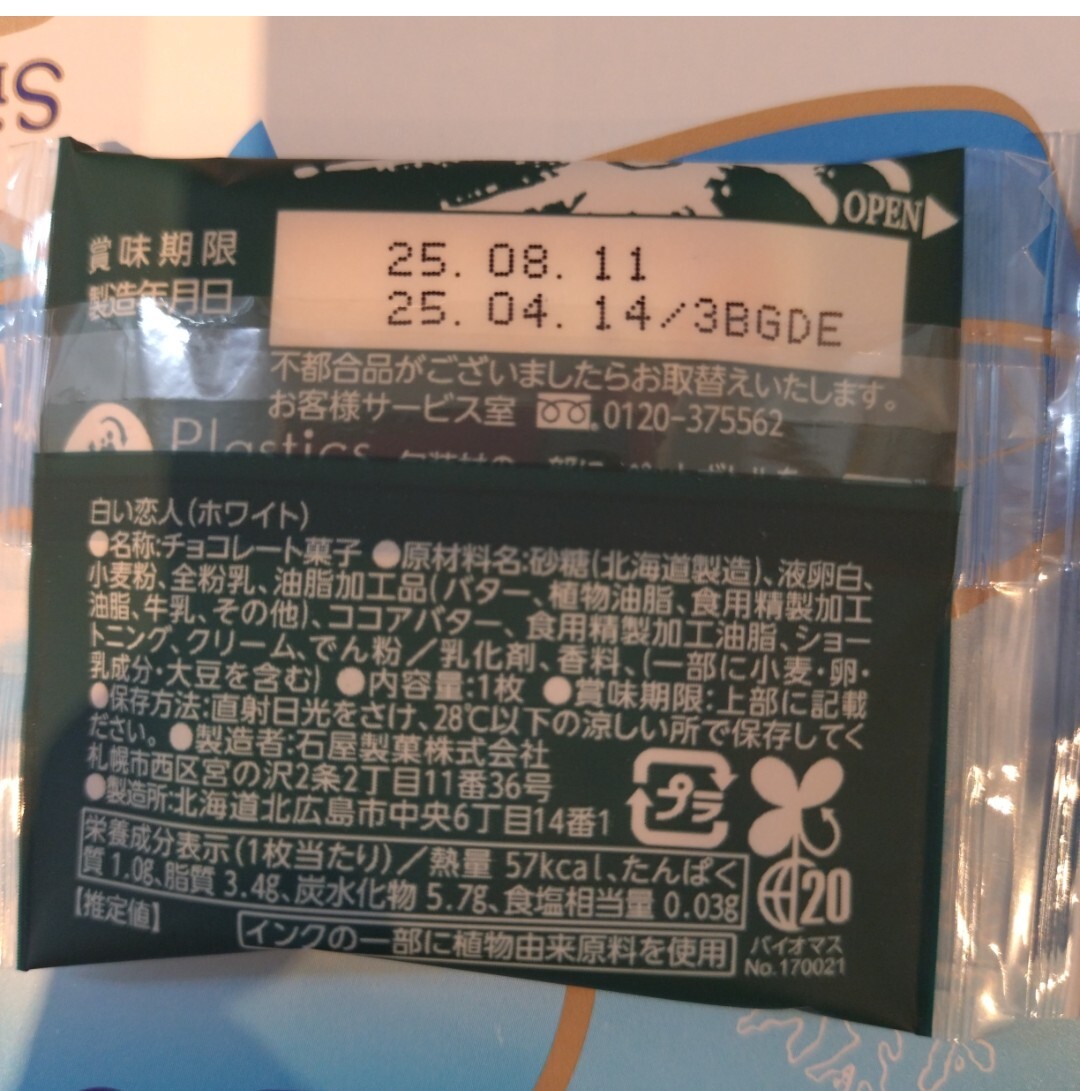 OPEN
賞味期限
25.08.11
製造年月日
25.04.14/3BGDE
不都合品がございましたらお取替えいたします。
お客様サービス室 0120-375562
Plastics
白い恋人(ホワイト)
●名称:チョコレート菓子 ●原材料名:砂糖(北海道製造)、液卵白、
小麦粉、全粉乳、油脂加工品(バター、植物油脂、食用精製加工
油脂、牛乳、その他)、ココアバター、食用精製加工油脂、ショー
トニング、クリーム、でん粉/乳化剤、香料、(一部に小麦・卵・
乳成分・大豆を含む) ●内容量:1枚 ●賞味期限:上部に記載
●保存方法:直射日光をさけ、28℃以下の涼しい所で保存してく
ださい。 ●製造者:石屋製菓株式会社
札幌市西区宮の沢2条2丁目11番36号
●製造所:北海道北広島市中央6丁目14番1
プラ
栄養成分表示(1枚当たり)/熱量 57kcal、たんぱく
質 1.0g、脂質 3.4g、炭水化物 5.7g、食塩相当量 0.03g
【推定値】
インクの一部に植物由来原料を使用
20
バイオマス
No.170021